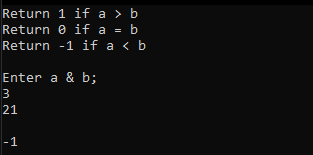 Return 1 if a > b
Return 0 if a = b
Return -1 if a < b
Enter a & b;
3
21
-1